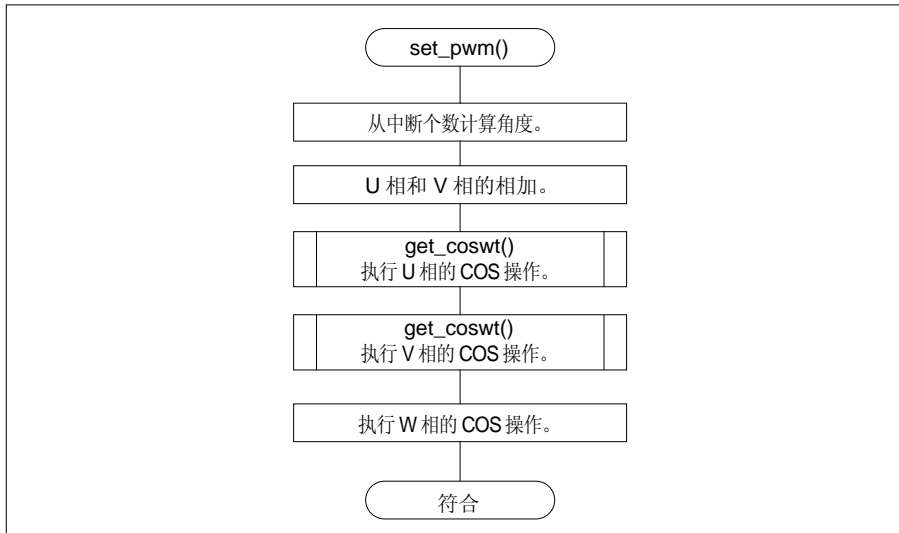 set_pwm()
从中断个数计算角度。
U 相和 V 相的相加。
get_coswt()
执行 U 相的 COS 操作。
get_coswt()
执行 V 相的 COS 操作。
执行 W 相的 COS 操作。
符合